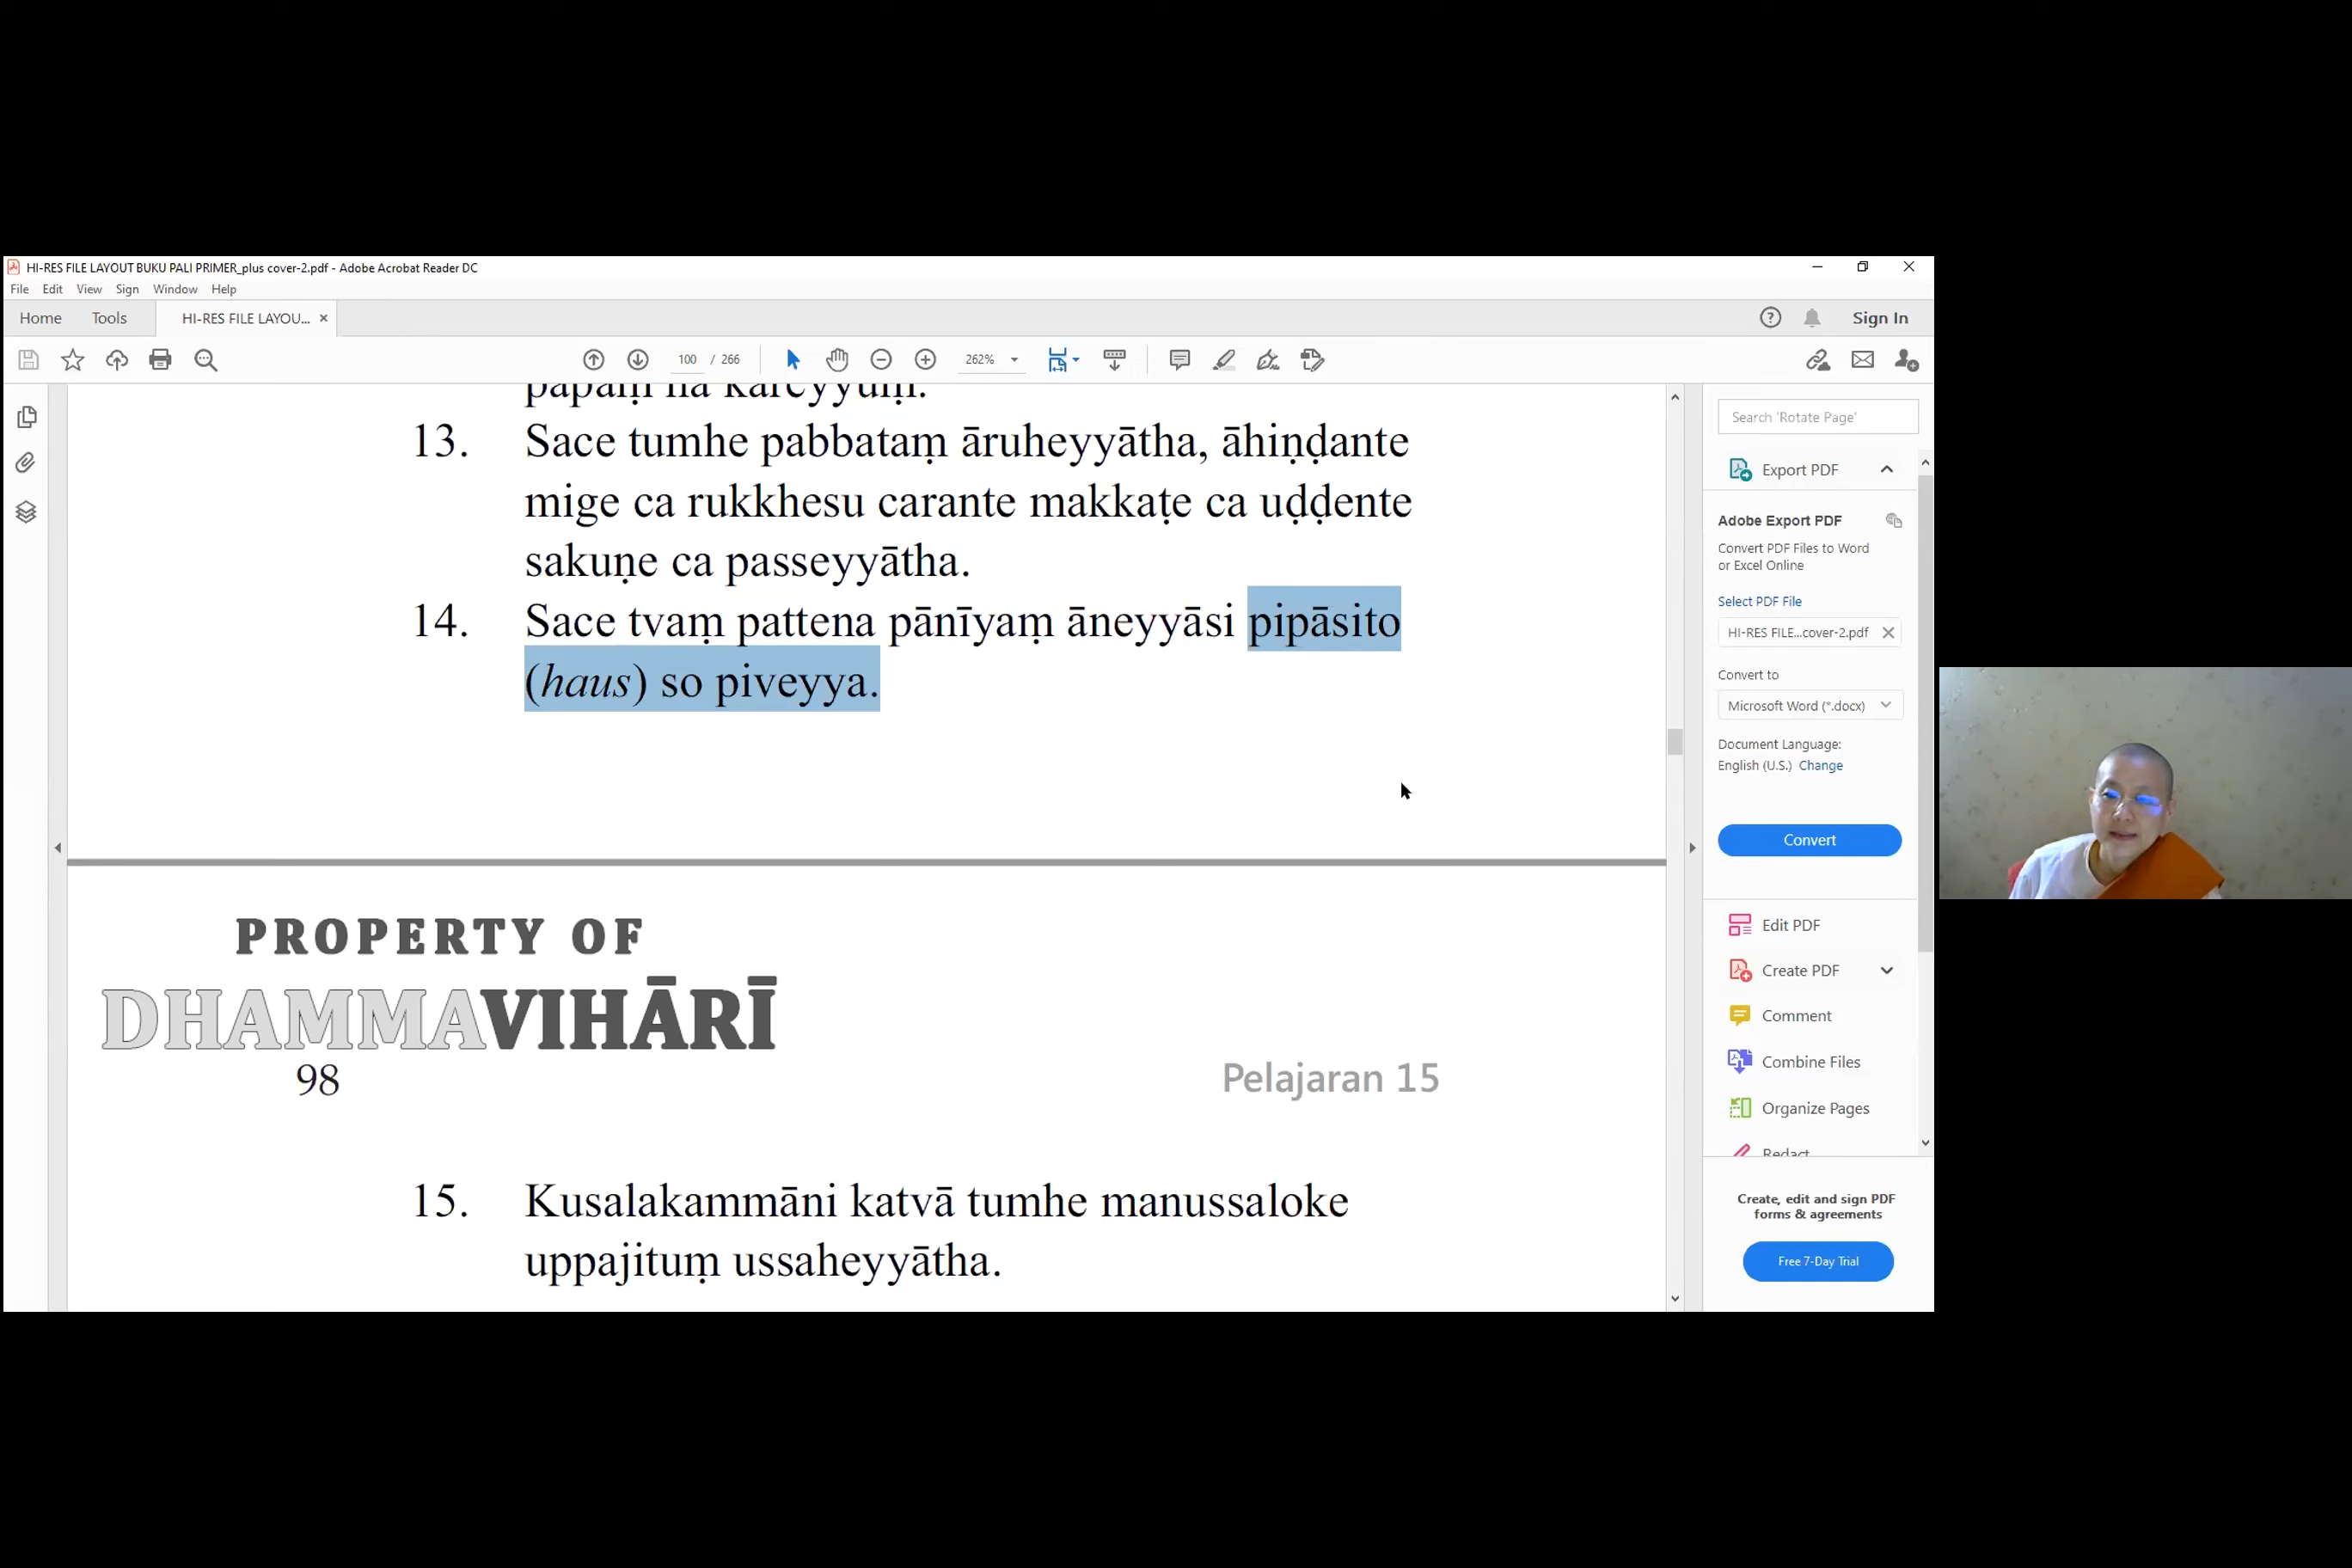 HI-RES FILE LAYOUT BUKU PALI PRIMER_plus cover-2.pdf - Adobe Acrobat Reader DC
File Edit View Sign Window Help
Home Tools HI-RES FILE LAYOU... × Sign In
100 / 266 262%
pāpaṃ na kareyyuṃ.
13. Sace tumhe pabbataṃ āruheyyātha, āhiṇḍante
mige ca rukkhesu carante makkaṭe ca uḍḍente
sakuṇe ca passeyyātha.
14. Sace tvaṃ pattena pānīyaṃ āneyyāsi pipāsito
(haus) so piveyya.
PROPERTY OF
DHAMMAVIHĀRĪ
98
Pelajaran 15
15. Kusalakammāni katvā tumhe manussaloke
uppajituṃ ussaheyyātha.
Search 'Rotate Page'
Export PDF
Adobe Export PDF
Convert PDF Files to Word
or Excel Online
Select PDF File
HI-RES FILE...cover-2.pdf
Convert to
Microsoft Word (*.docx)
Document Language:
English (U.S.) Change
Convert
Edit PDF
Create PDF
Comment
Combine Files
Organize Pages
Redact
Create, edit and sign PDF
forms & agreements
Free 7-Day Trial